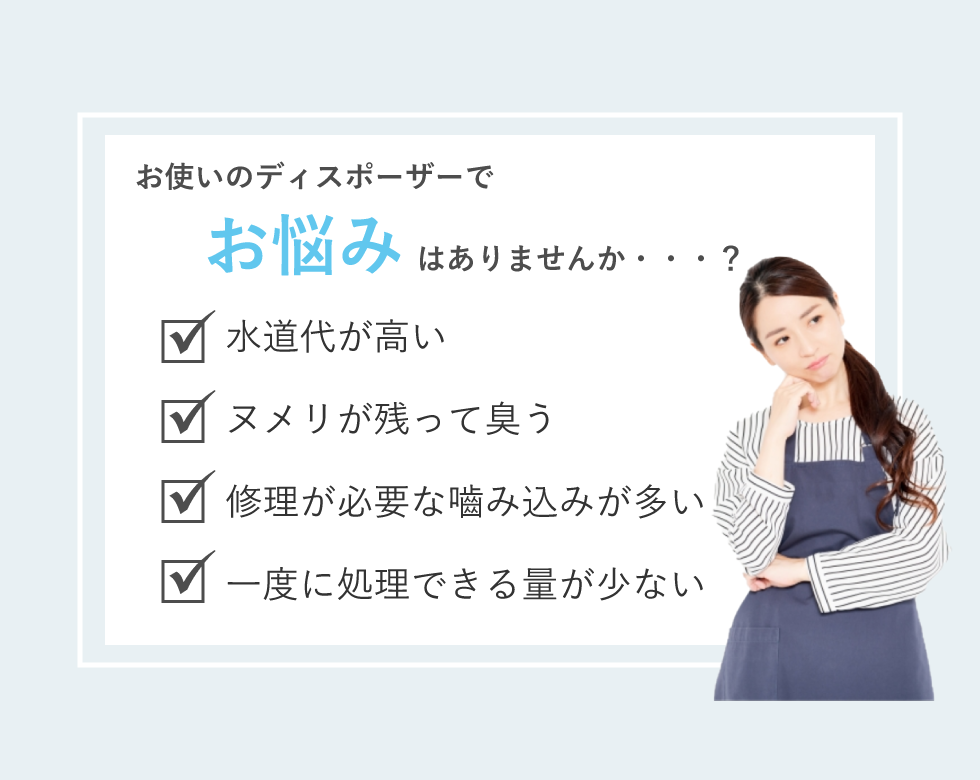 お使いのディスポーザーで
お悩みはありませんか・・・？
水道代が高い
ヌメリが残って臭う
修理が必要な嚙み込みが多い
一度に処理できる量が少ない